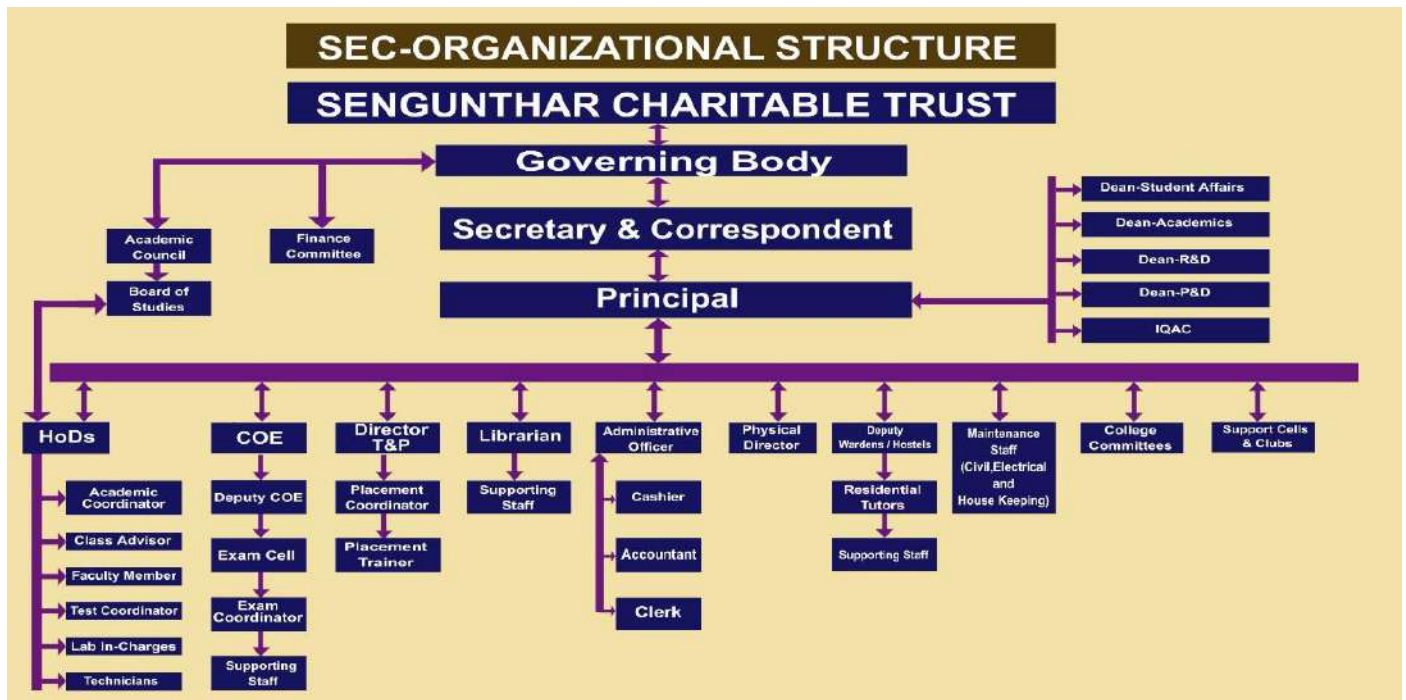 SEC-ORGANIZATIONAL STRUCTURE
SENGUNTHAR CHARITABLE TRUST
Governing Body
Secretary & Correspondent
Principal
Academic
Council
Finance
Committee
Board of
Studies
Dean-Student Affairs
Dean-Academics
Dean-R&D
Dean-P&D
IQAC
HoDs
Academic
Coordinator
Class Advisor
Faculty Member
Test Coordinator
Lab In-Charges
Technicians
COE
Deputy COE
Exam Cell
Exam
Coordinator
Supporting
Staff
Director
T&P
Placement
Coordinator
Placement
Trainer
Librarian
Supporting
Staff
Administrative
Officer
Cashier
Accountant
Clerk
Physical
Director
Deputy
Wardens / Hostels
Residential
Tutors
Supporting Staff
Maintenance
Staff
(Civil,Electrical
and
House Keeping)
College
Committees
Support Cells
& Clubs